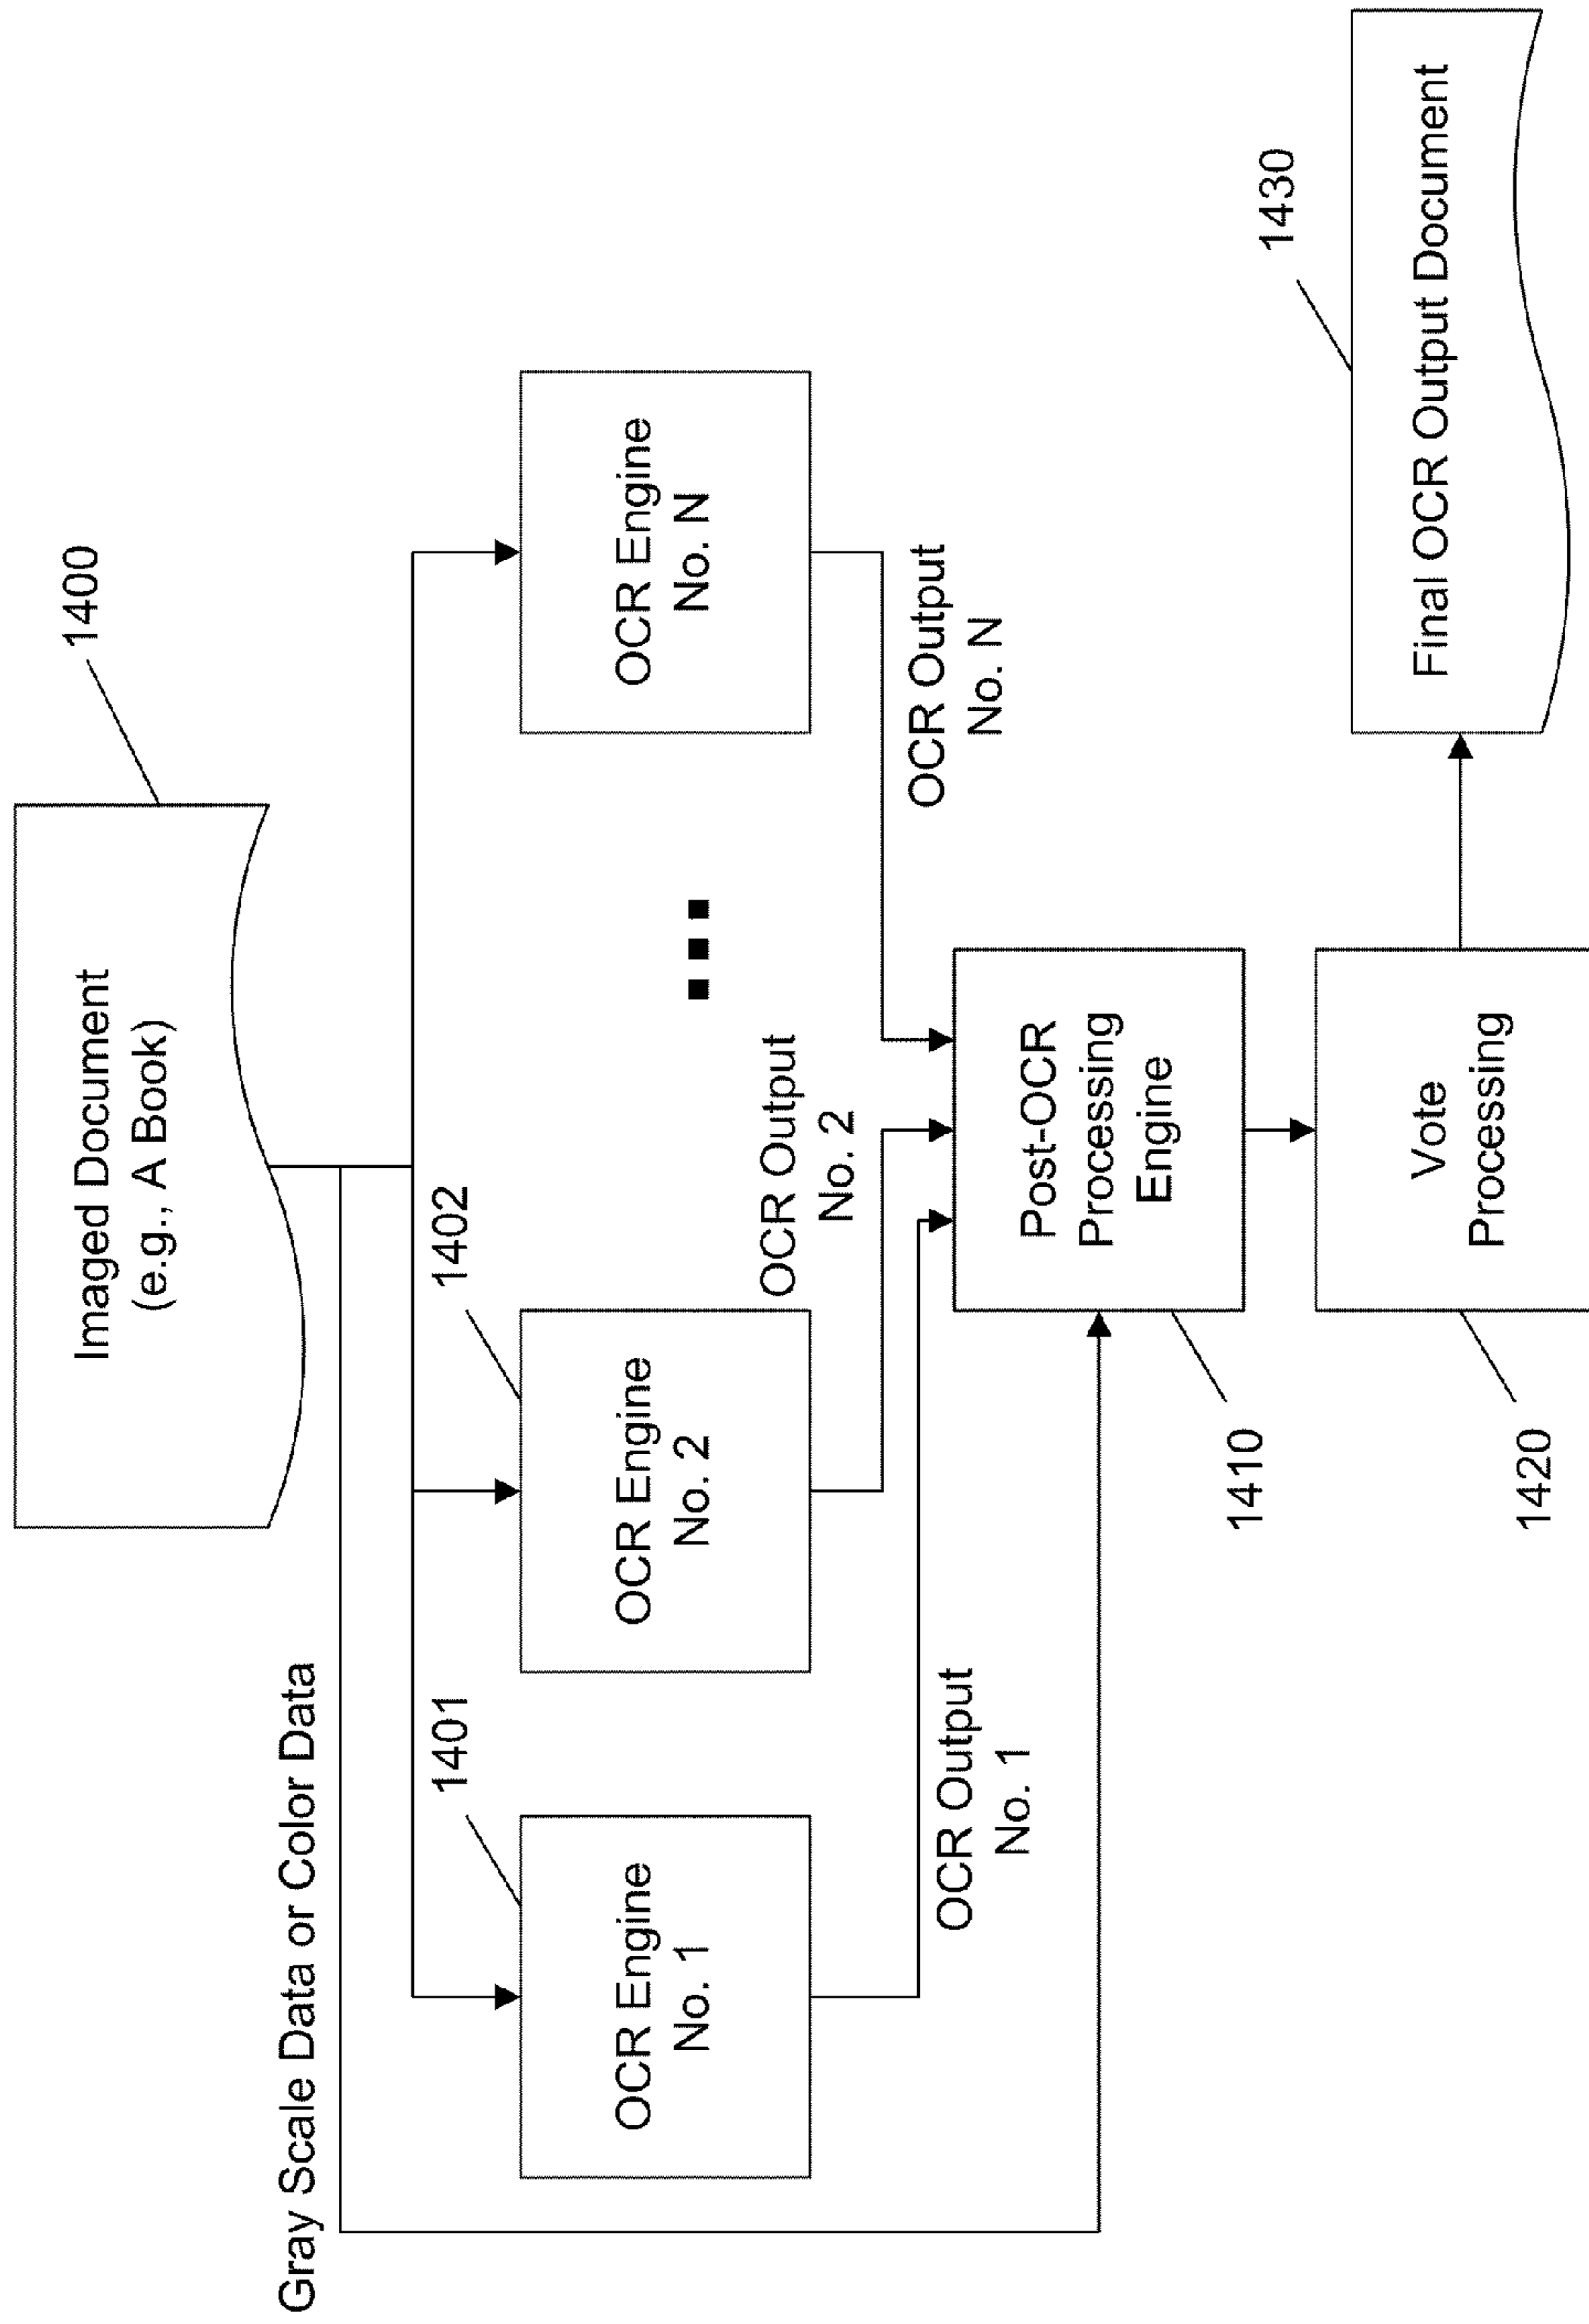 Imaged Document
(e.g., A Book)
1400
Gray Scale Data or Color Data
1401
1402
OCR Engine
No. 1
OCR Engine
No. 2
OCR Engine
No. N
OCR Output
No. 1
OCR Output
No. 2
OCR Output
No. N
Post-OCR
Processing
Engine
1410
Vote
Processing
1420
1430
Final OCR Output Document